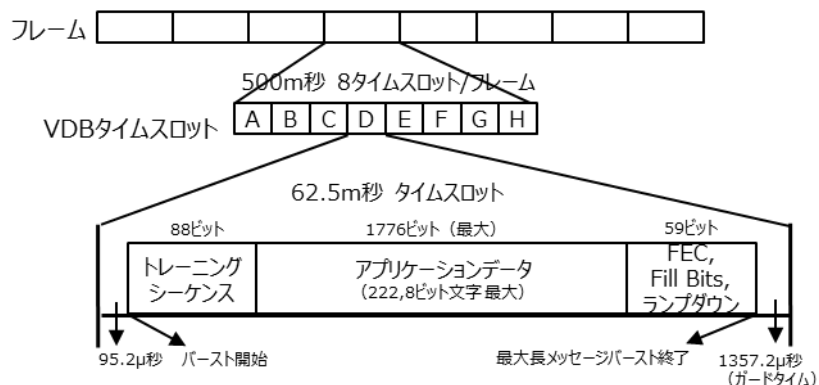 フレーム
500m秒 8タイムスロット/フレーム
VDBタイムスロット
A B C D E F G H
62.5m秒 タイムスロット
88ビット 1776ビット（最大） 59ビット
トレーニング
シーケンス
アプリケーションデータ
（222,8ビット文字 最大）
FEC,
Fill Bits,
ランプダウン
95.2μ秒 バースト開始 最大長メッセージバースト終了 1357.2μ秒
（ガードタイム）